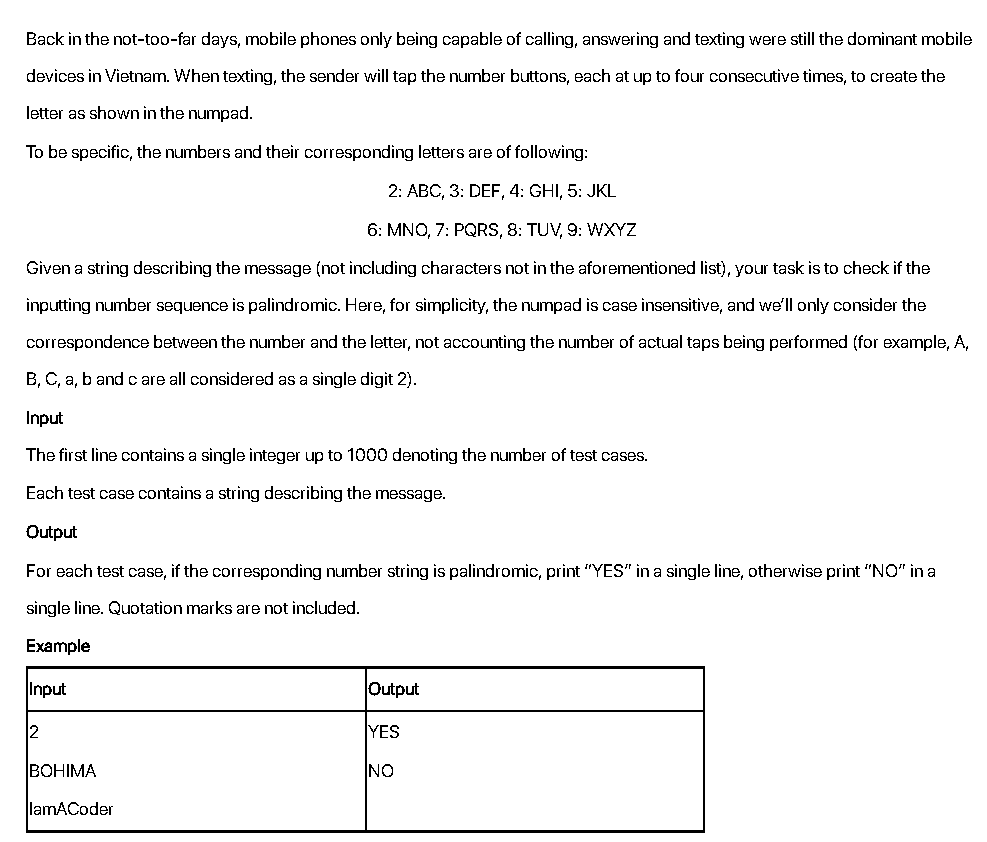 Back in the not-too-far days, mobile phones only being capable of calling, answering and texting were still the dominant mobile
devices in Vietnam. When texting, the sender will tap the number buttons, each at up to four consecutive times, to create the
letter as shown in the numpad.
To be specific, the numbers and their corresponding letters are of following:
2: ABC, 3: DEF, 4: GHI, 5: JKL
6: MNO, 7: PQRS, 8: TUV, 9: WXYZ
Given a string describing the message (not including characters not in the aforementioned list), your task is to check if the
inputting number sequence is palindromic. Here, for simplicity, the numpad is case insensitive, and we'll only consider the
correspondence between the number and the letter, not accounting the number of actual taps being performed (for example, A,
B, C, a, b and c are all considered as a single digit 2).
Input
The first line contains a single integer up to 1000 denoting the number of test cases.
Each test case contains a string describing the message.
Output
For each test case, if the corresponding number string is palindromic, print “YES” in a single line, otherwise print “NO” in a
single line. Quotation marks are not included.
Example
Input Output
2 YES
BOHIMA NO
IamACoder